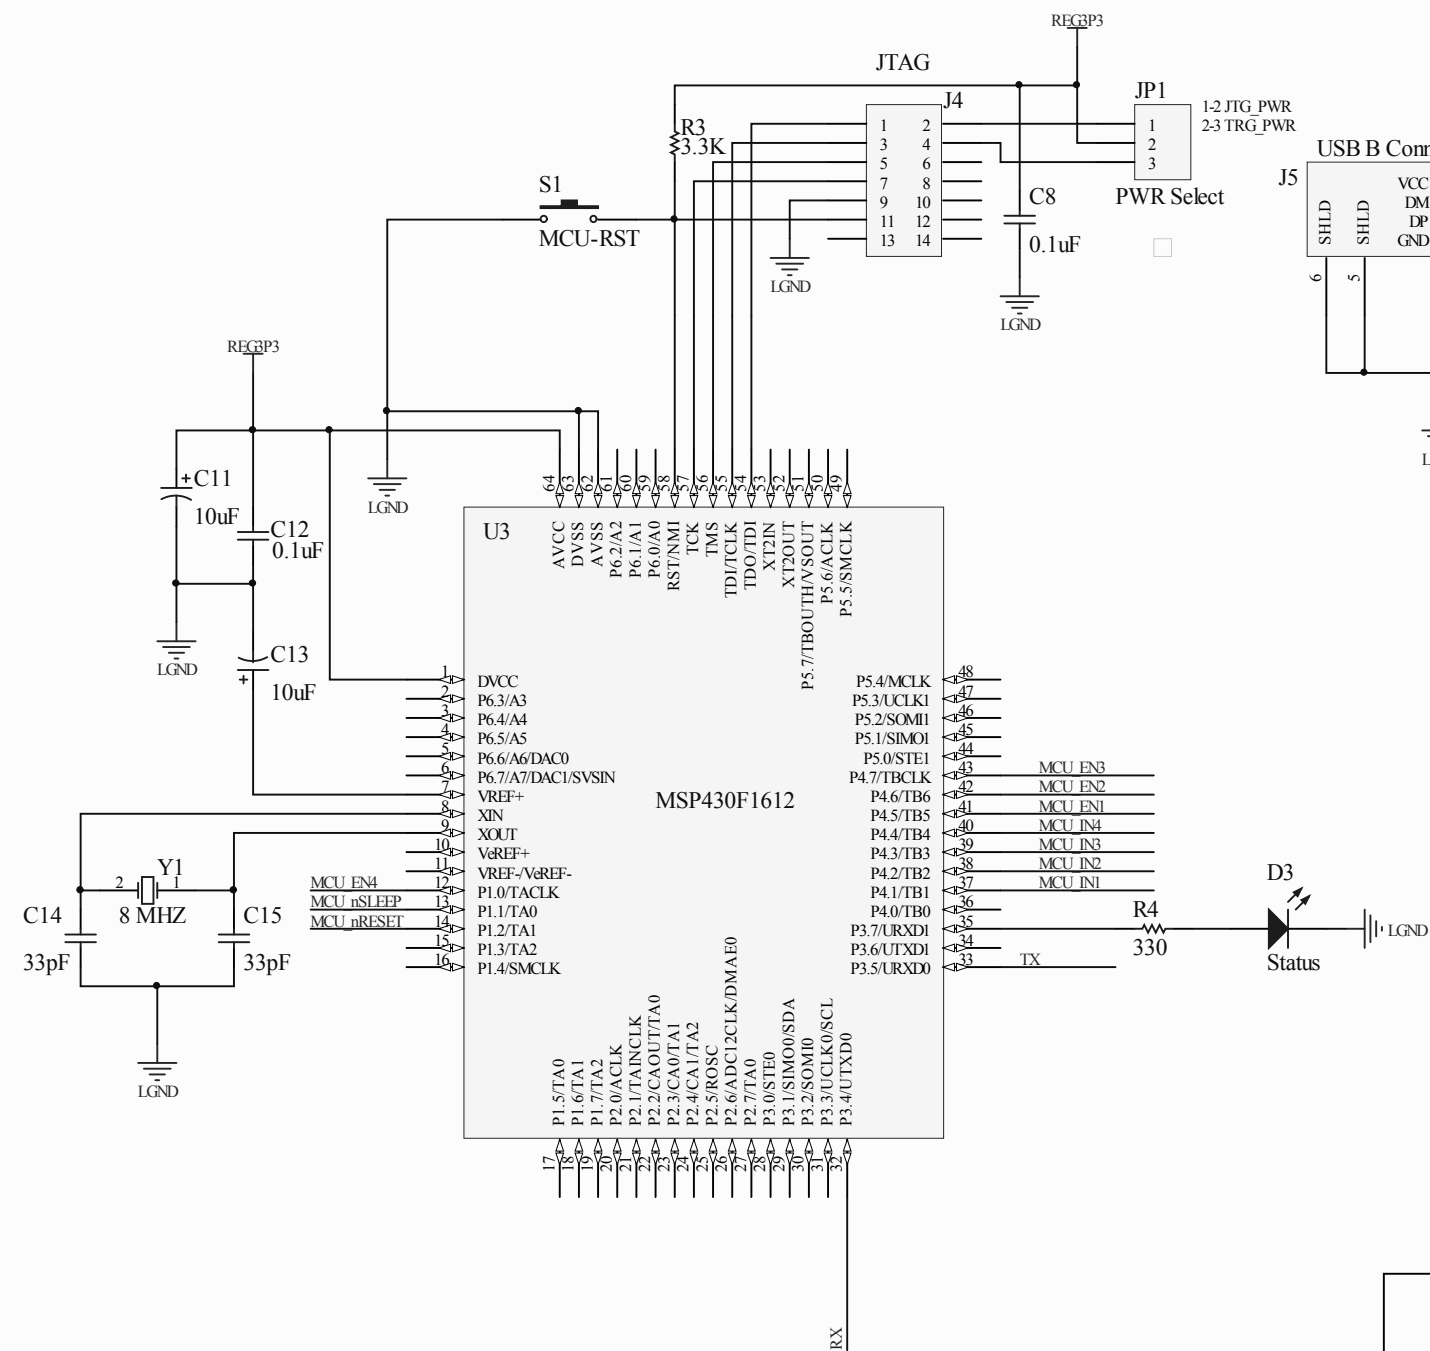 REG3P3
JTAG
J4
JP1
1-2 JTG_PWR
2-3 TRG_PWR
R3
3.3K
1 2
3 4
5 6
7 8
9 10
11 12
13 14
1
2
3
PWR Select
USB B Conn
J5
SHLD
SHLD
VCC
DM
DP
GND
6
5
S1
MCU-RST
LGND
C8
0.1uF
LGND
REG3P3
C11
10uF
C12
0.1uF
LGND
C13
10uF
LGND
U3
MSP430F1612
64
63
62
61
60
59
58
57
56
55
54
53
52
51
50
49
AVCC
DVSS
AVSS
P6.2/A2
P6.1/A1
P6.0/A0
RST/NMI
TCK
TMS
TDI/TCLK
TDO/TDI
XT2IN
XT2OUT
P5.7/TBOUTH/VSOUT
P5.6/ACLK
P5.5/SMCLK
1 DVCC
2 P6.3/A3
3 P6.4/A4
4 P6.5/A5
5 P6.6/A6/DAC0
6 P6.7/A7/DAC1/SVSIN
7 VREF+
8 XIN
9 XOUT
10 VeREF+
11 VREF-/VeREF-
MCU_EN4 12 P1.0/TACLK
MCU_nSLEEP 13 P1.1/TA0
MCU_nRESET 14 P1.2/TA1
15 P1.3/TA2
16 P1.4/SMCLK
P5.4/MCLK 48
P5.3/UCLK1 47
P5.2/SOMI1 46
P5.1/SIMO1 45
P5.0/STE1 44
P4.7/TBCLK 43 MCU_EN3
P4.6/TB6 42 MCU_EN2
P4.5/TB5 41 MCU_EN1
P4.4/TB4 40 MCU_IN4
P4.3/TB3 39 MCU_IN3
P4.2/TB2 38 MCU_IN2
P4.1/TB1 37 MCU_IN1
P4.0/TB0 36
P3.7/URXD1 35
P3.6/UTXD1 34
P3.5/URXD0 33 TX
Y1
2 1
8 MHZ
C14
33pF
C15
33pF
LGND
R4
330
D3
Status
LGND
P1.5/TA0
P1.6/TA1
P1.7/TA2
P2.0/ACLK
P2.1/TAINCLK
P2.2/CAOUT/TA0
P2.3/CA0/TA1
P2.4/CA1/TA2
P2.5/ROSC
P2.6/ADC12CLK/DMAE0
P2.7/TA0
P3.0/STE0
P3.1/SIMO0/SDA
P3.2/SOMI0
P3.3/UCLK0/SCL
P3.4/UTXD0
17
18
19
20
21
22
23
24
25
26
27
28
29
30
31
32
RX